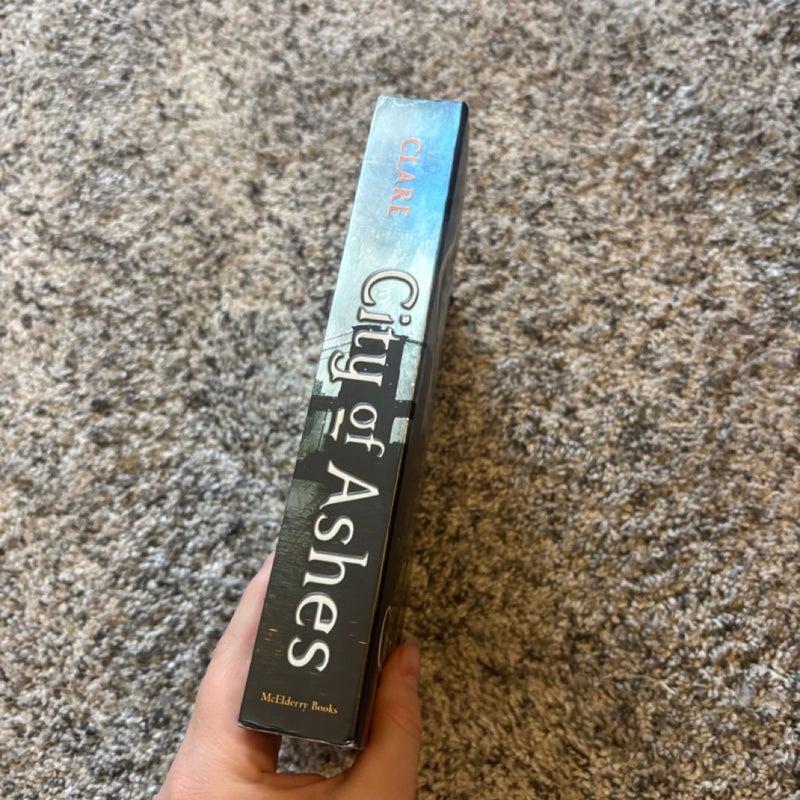 CLARE
City of Ashes
McElderry Books